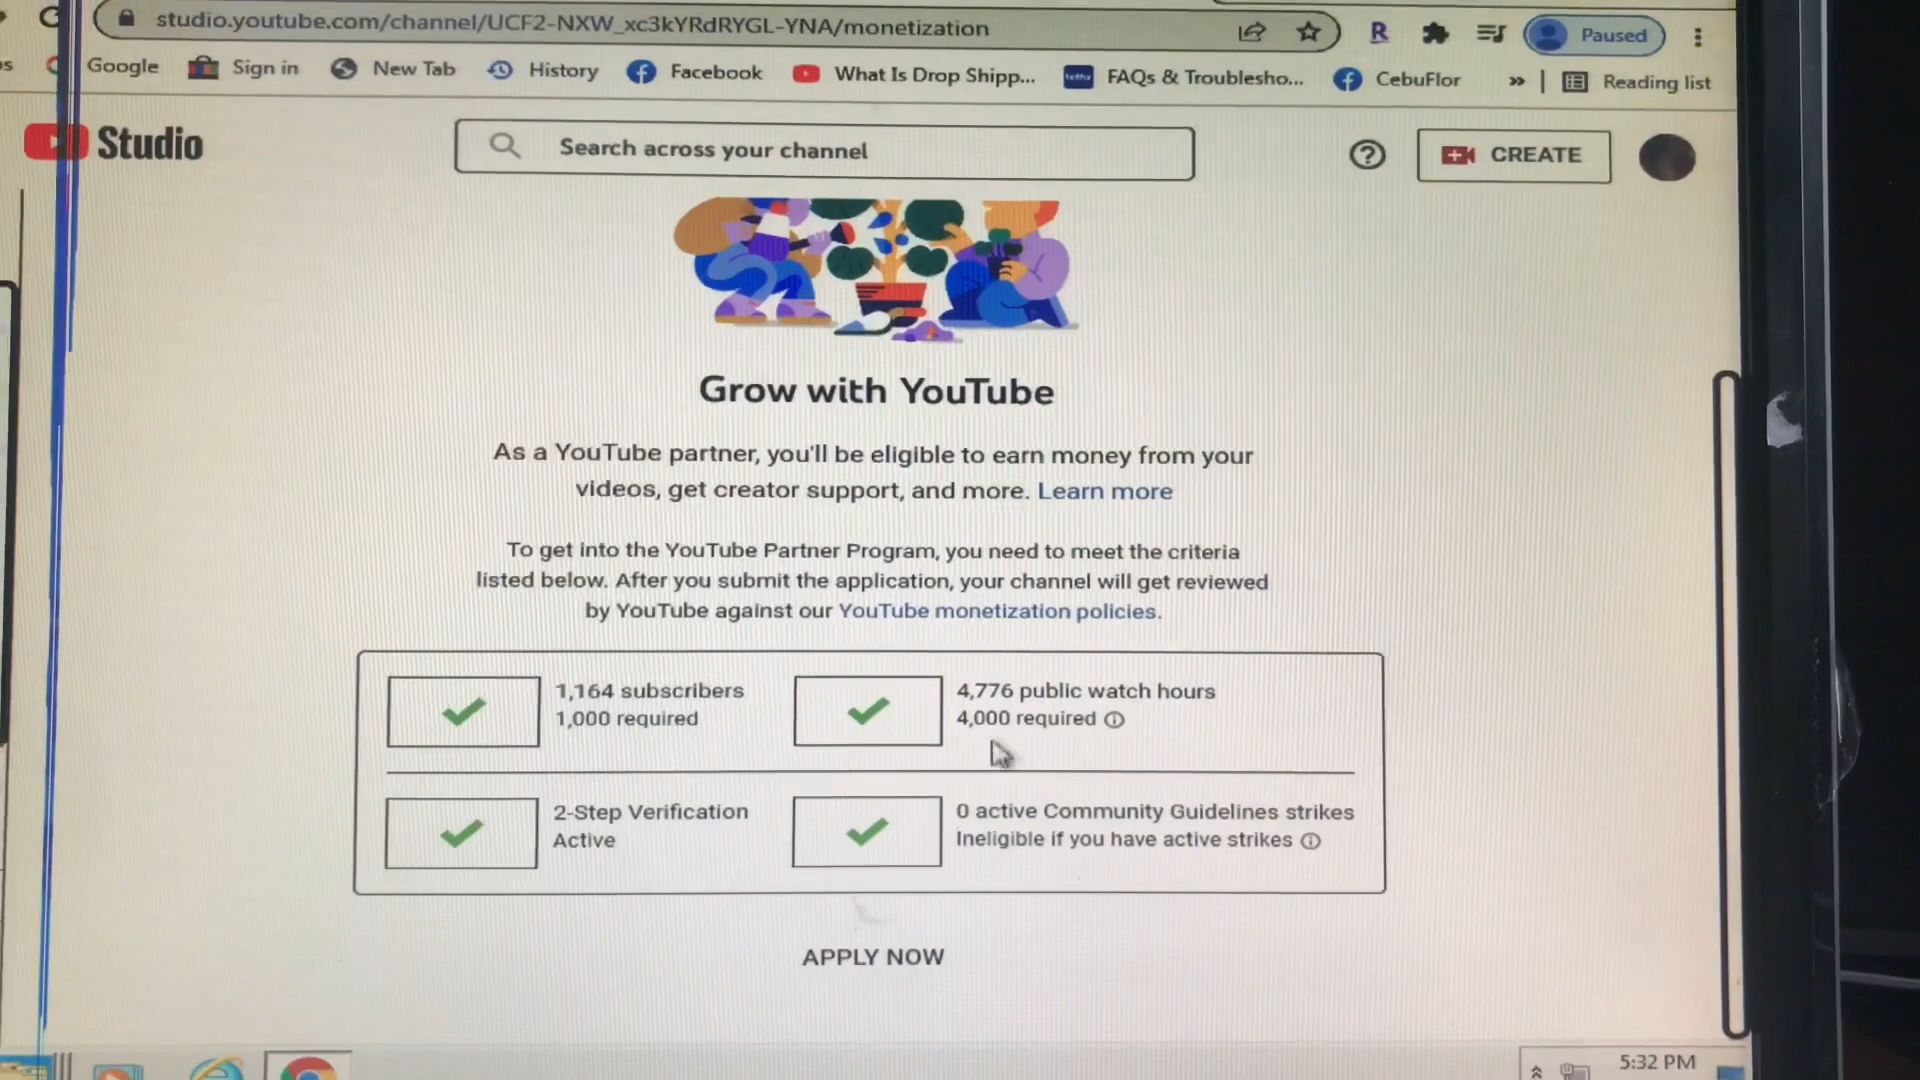 studio.youtube.com/channel/UCF2-NXW_xc3kYRdRYGL-YNA/monetization
R
Paused
Google
Sign in
New Tab
History
Facebook
What Is Drop Shipp...
FAQs & Troublesho...
CebuFlor
»
Reading list
Studio
Search across your channel
CREATE
Grow with YouTube
As a YouTube partner, you'll be eligible to earn money from your
videos, get creator support, and more. Learn more
To get into the YouTube Partner Program, you need to meet the criteria
listed below. After you submit the application, your channel will get reviewed
by YouTube against our YouTube monetization policies.
1,164 subscribers
1,000 required
4,776 public watch hours
4,000 required
2-Step Verification
Active
0 active Community Guidelines strikes
Ineligible if you have active strikes
APPLY NOW
5:32 PM